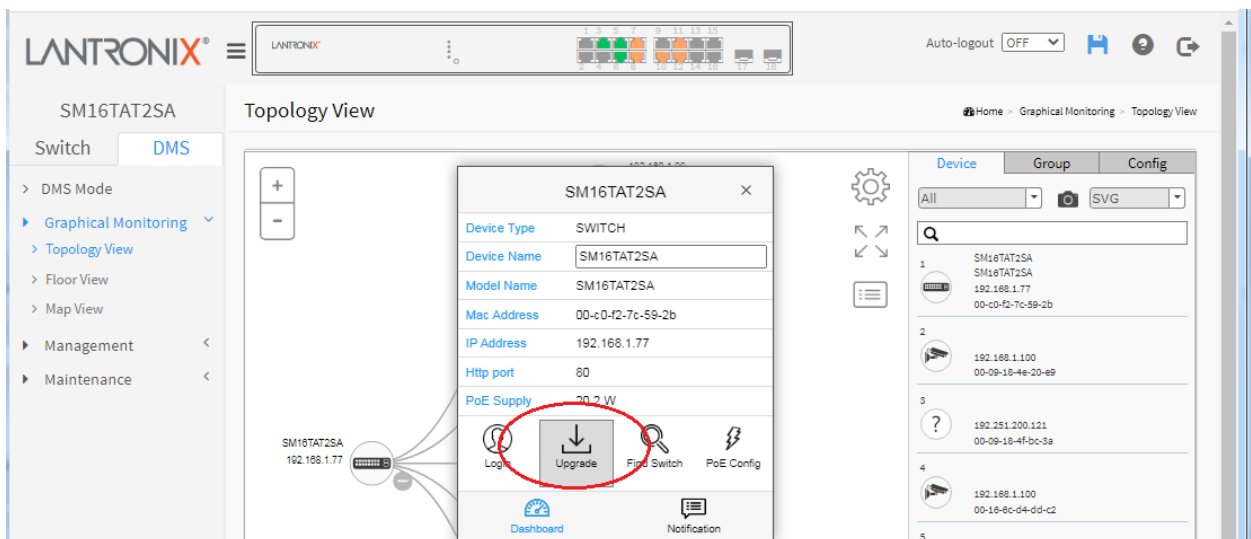 LANTRONIX®
LANTRONIX
1 3 5 7 9 11 13 15
2 4 6 8 10 12 14 16 17 18
Auto-logout OFF
SM16TAT2SA
Topology View
Home > Graphical Monitoring > Topology View
Switch DMS
> DMS Mode
Graphical Monitoring
> Topology View
> Floor View
> Map View
Management
Maintenance
+
-
SM16TAT2SA
192.168.1.77
SM16TAT2SA ×
Device Type SWITCH
Device Name SM16TAT2SA
Model Name SM16TAT2SA
Mac Address 00-c0-f2-7c-59-2b
IP Address 192.168.1.77
Http port 80
PoE Supply 20.2 W
Login Upgrade Find Switch PoE Config
Dashboard Notification
Device Group Config
All SVG
1
SM16TAT2SA
SM16TAT2SA
192.168.1.77
00-c0-f2-7c-59-2b
2
192.168.1.100
00-09-18-4e-20-e9
3
?
192.251.200.121
00-09-18-4f-bc-3a
4
192.168.1.100
00-16-6c-d4-dd-c2
5